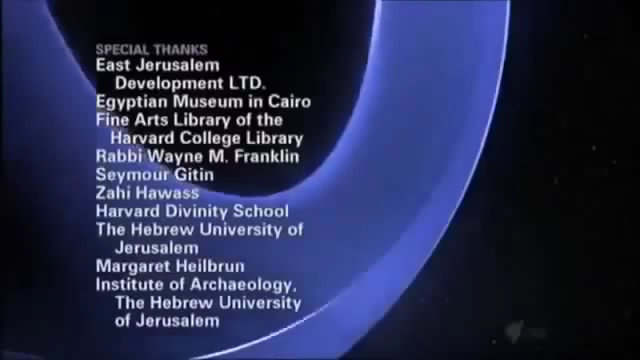 SPECIAL THANKS
East Jerusalem
Development LTD.
Egyptian Museum in Cairo
Fine Arts Library of the
Harvard College Library
Rabbi Wayne M. Franklin
Seymour Gitin
Zahi Hawass
Harvard Divinity School
The Hebrew University of
Jerusalem
Margaret Heilbrun
Institute of Archaeology,
The Hebrew University
of Jerusalem